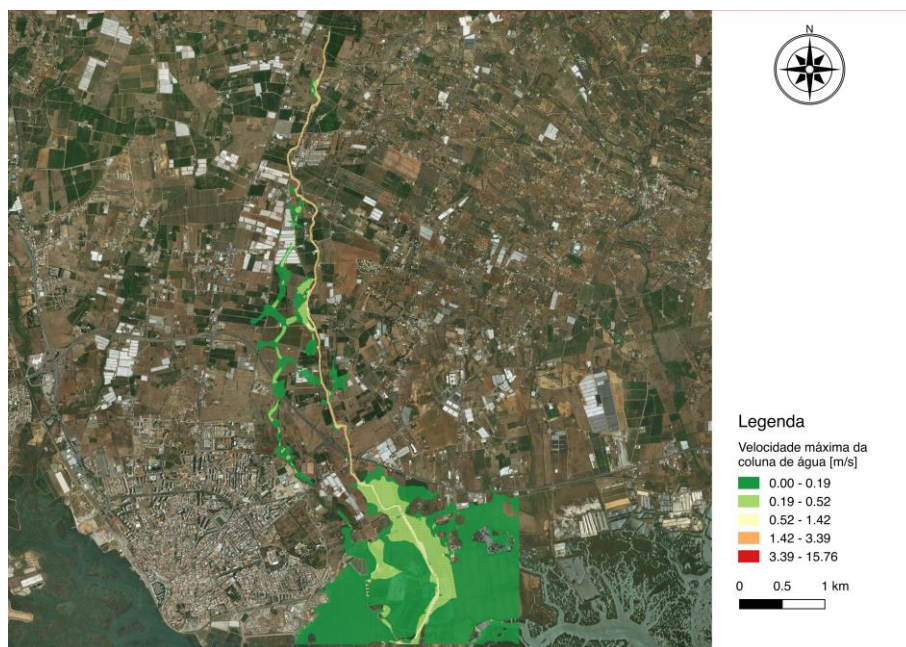 N
Legenda
Velocidade máxima da
coluna de água [m/s]
0.00 - 0.19
0.19 - 0.52
0.52 - 1.42
1.42 - 3.39
3.39 - 15.76
0 0.5 1 km